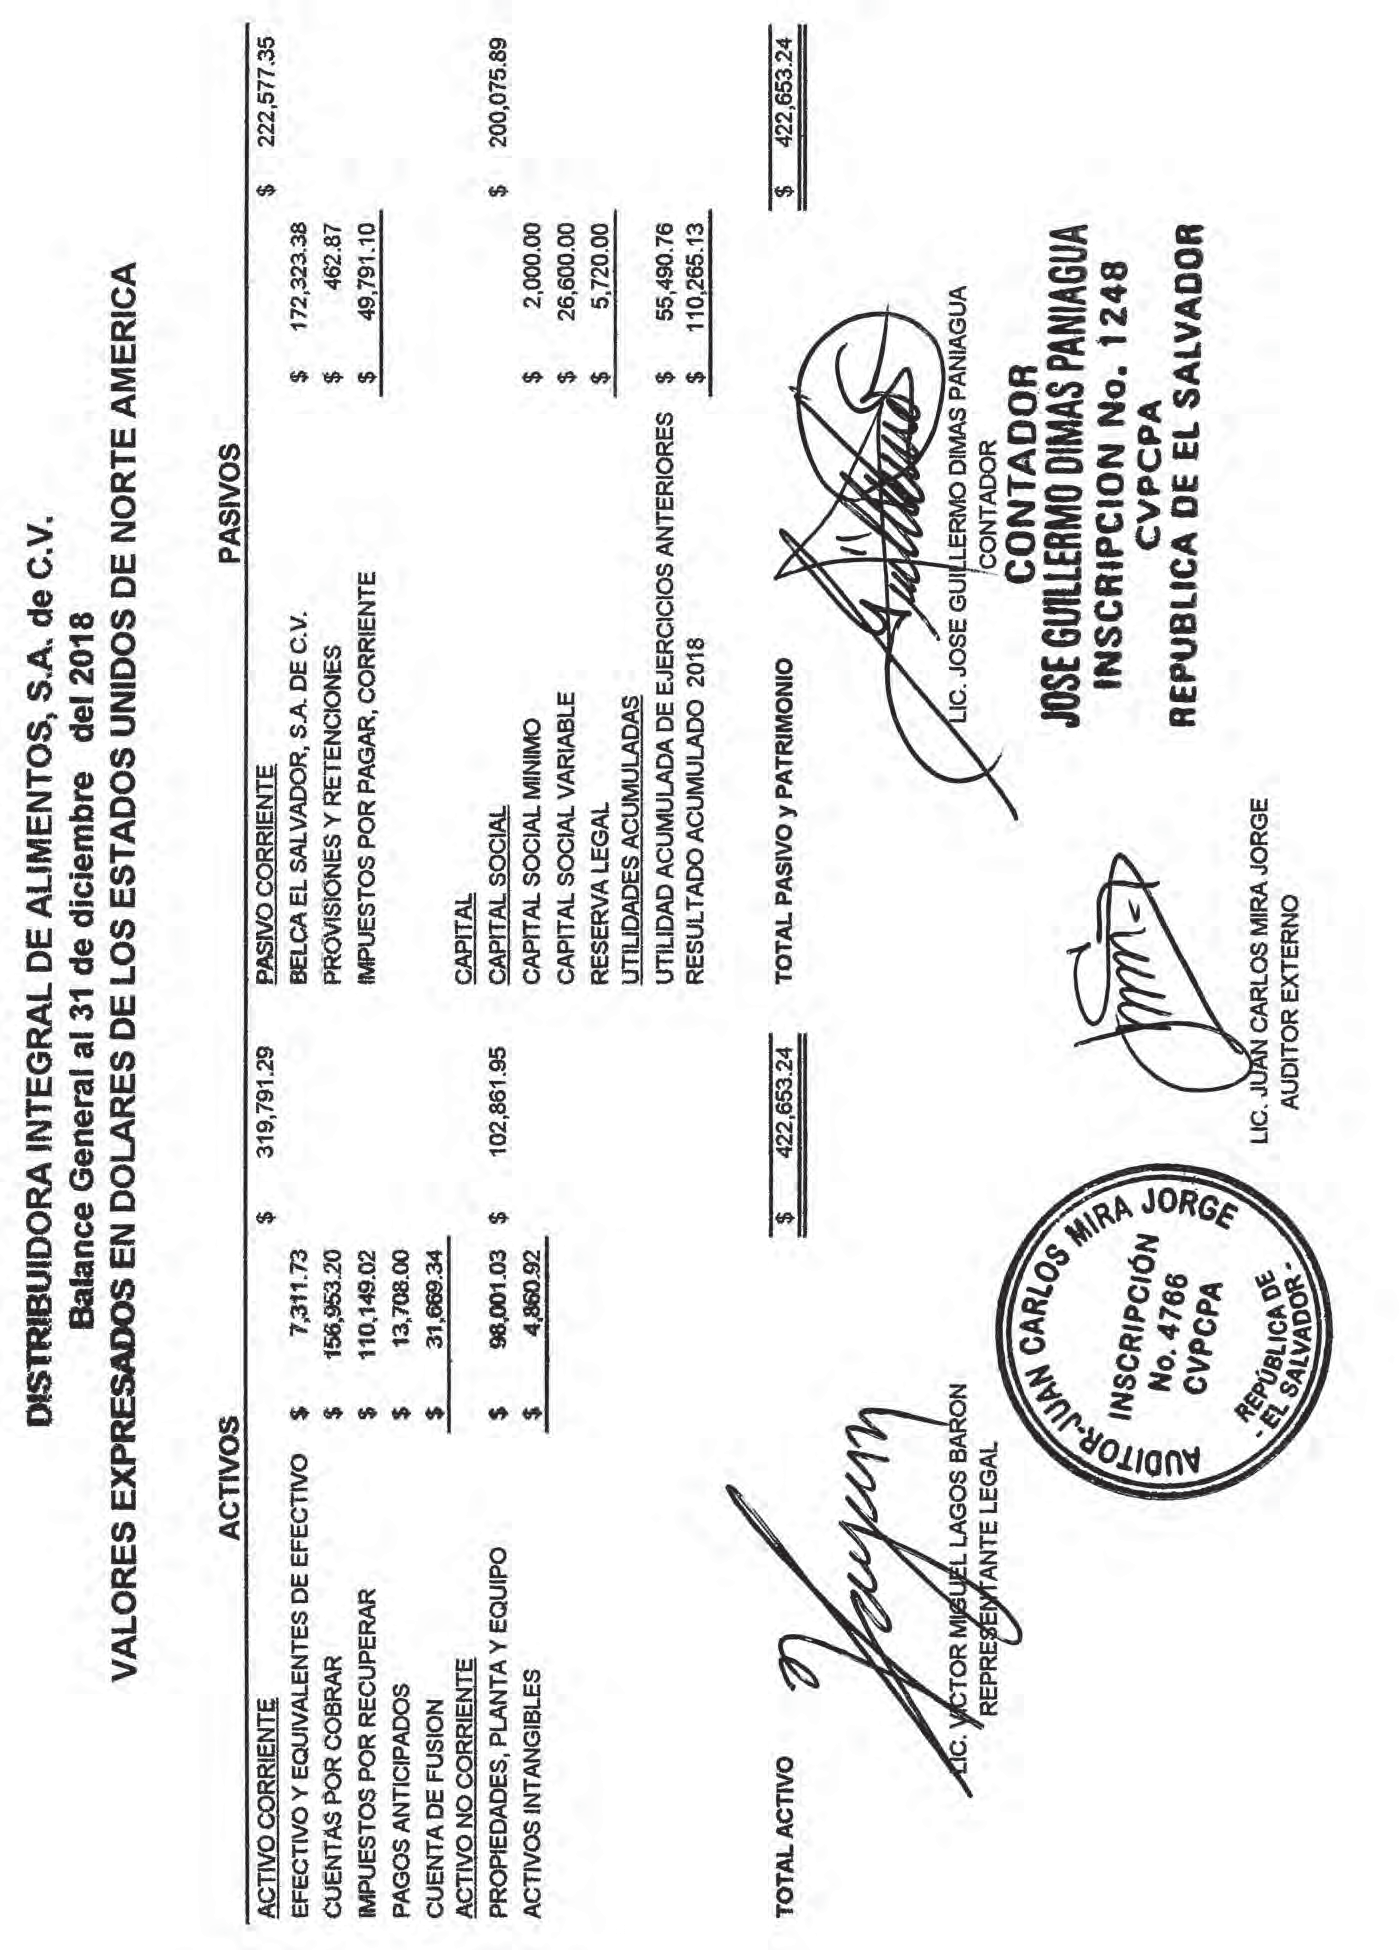 DISTRIBUIDORA INTEGRAL DE ALIMENTOS, S.A. de C.V.
Balance General al 31 de diciembre del 2018
VALORES EXPRESADOS EN DOLARES DE LOS ESTADOS UNIDOS DE NORTE AMERICA
ACTIVOS
ACTIVO CORRIENTE $ 319,791.29
EFECTIVO Y EQUIVALENTES DE EFECTIVO $ 7,311.73
CUENTAS POR COBRAR $ 156,953.20
IMPUESTOS POR RECUPERAR $ 110,149.02
PAGOS ANTICIPADOS $ 13,708.00
CUENTA DE FUSION $ 31,669.34
ACTIVO NO CORRIENTE
PROPIEDADES, PLANTA Y EQUIPO $ 98,001.03 $ 102,861.95
ACTIVOS INTANGIBLES $ 4,860.92
TOTAL ACTIVO $ 422,653.24
PASIVOS
PASIVO CORRIENTE $ 222,577.35
BELCA EL SALVADOR, S.A. DE C.V. $ 172,323.38
PROVISIONES Y RETENCIONES $ 462.87
IMPUESTOS POR PAGAR, CORRIENTE $ 49,791.10
CAPITAL
CAPITAL SOCIAL $ 200,075.89
CAPITAL SOCIAL MINIMO $ 2,000.00
CAPITAL SOCIAL VARIABLE $ 26,600.00
RESERVA LEGAL $ 5,720.00
UTILIDADES ACUMULADAS
UTILIDAD ACUMULADA DE EJERCICIOS ANTERIORES $ 55,490.76
RESULTADO ACUMULADO 2018 $ 110,265.13
TOTAL PASIVO y PATRIMONIO $ 422,653.24
LIC. VICTOR MIGUEL LAGOS BARON
REPRESENTANTE LEGAL
LIC. JOSE GUILLERMO DIMAS PANIAGUA
CONTADOR
CONTADOR
JOSE GUILLERMO DIMAS PANIAGUA
INSCRIPCION No. 1248
CVPCPA
REPUBLICA DE EL SALVADOR
AUDITOR-JUAN CARLOS MIRA JORGE
INSCRIPCIÓN
No. 4766
CVPCPA
REPÚBLICA DE
- EL SALVADOR -
LIC. JUAN CARLOS MIRA JORGE
AUDITOR EXTERNO